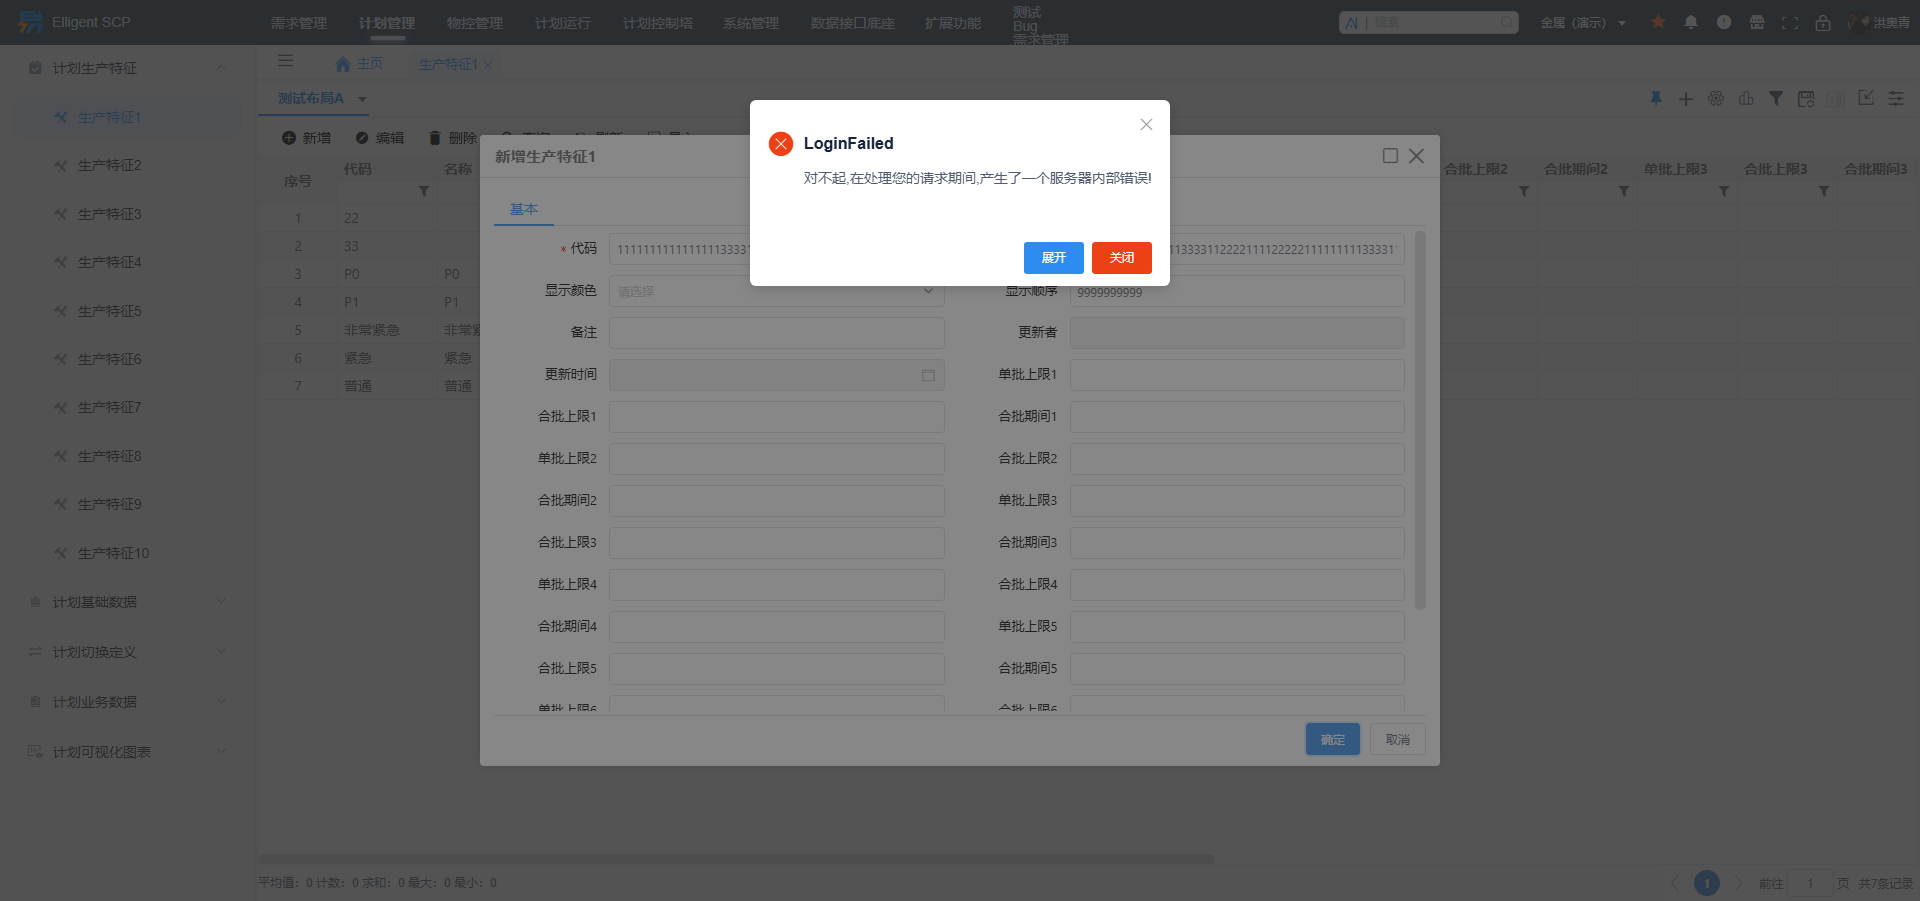 Elligent SCP
需求管理 计划管理 物控管理 计划运行 计划控制塔 系统管理 数据接口底座 扩展功能
测试
Bug
需求管理
AI | 搜索
金属（演示）
洪奥青
计划生产特征
生产特征1
生产特征2
生产特征3
生产特征4
生产特征5
生产特征6
生产特征7
生产特征8
生产特征9
生产特征10
计划基础数据
计划切换定义
计划业务数据
计划可视化图表
主页 生产特征1
测试布局A
新增 编辑 删除
序号 代码 名称 合批上限2 合批期间2 单批上限3 合批上限3 合批期间3
1 22
2 33
3 P0 P0
4 P1 P1
5 非常紧急
6 紧急 紧急
7 普通 普通
LoginFailed
对不起,在处理您的请求期间,产生了一个服务器内部错误!
展开 关闭
新增生产特征1
基本
* 代码
显示颜色 请选择 显示顺序 9999999999
备注 更新者
更新时间 单批上限1
合批上限1 合批期间1
单批上限2 合批上限2
合批期间2 单批上限3
合批上限3 合批期间3
单批上限4 合批上限4
合批期间4 单批上限5
合批上限5 合批期间5
单批上限6 合批上限6
确定 取消
平均值：0 计数：0 求和：0 最大：0 最小：0
1 前往 1 页 共7条记录